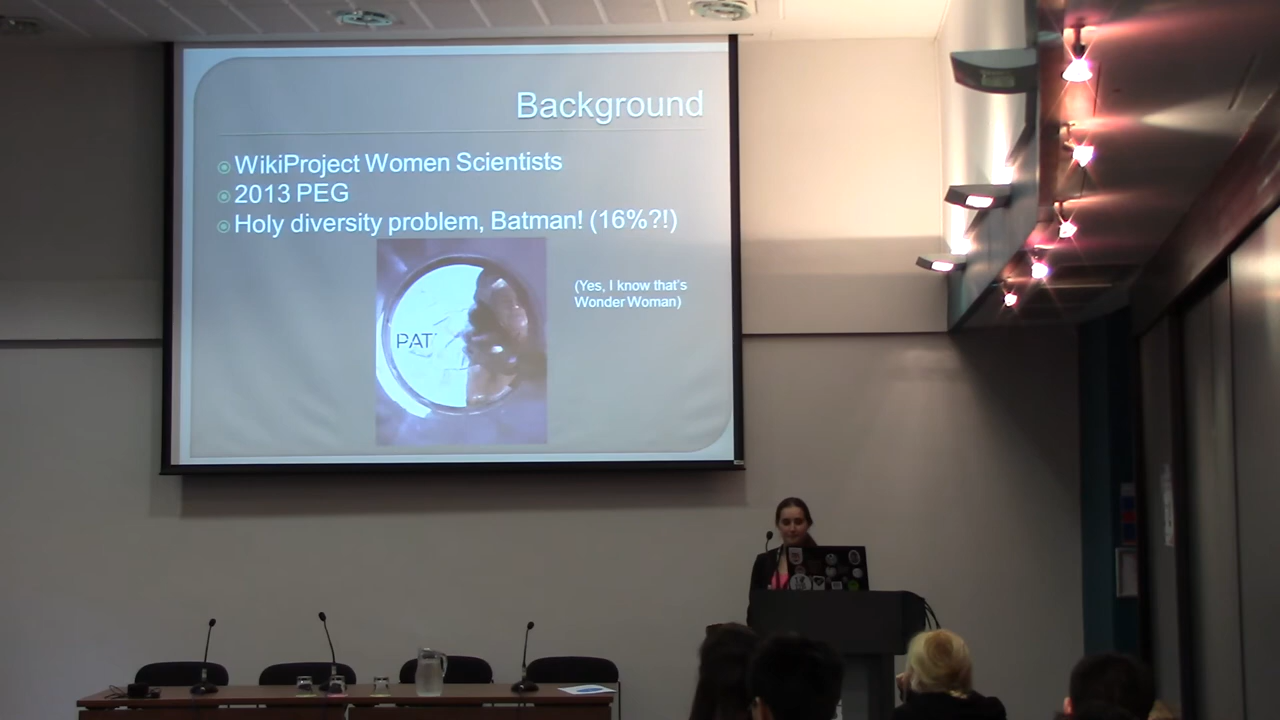 Background
WikiProject Women Scientists
2013 PEG
Holy diversity problem, Batman! (16%?!)
(Yes, I know that's
Wonder Woman)
PAT